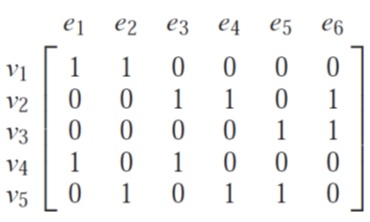 e1 e2 e3 e4 e5 e6
v1 1 1 0 0 0 0
v2 0 0 1 1 0 1
v3 0 0 0 0 1 1
v4 1 0 1 0 0 0
v5 0 1 0 1 1 0